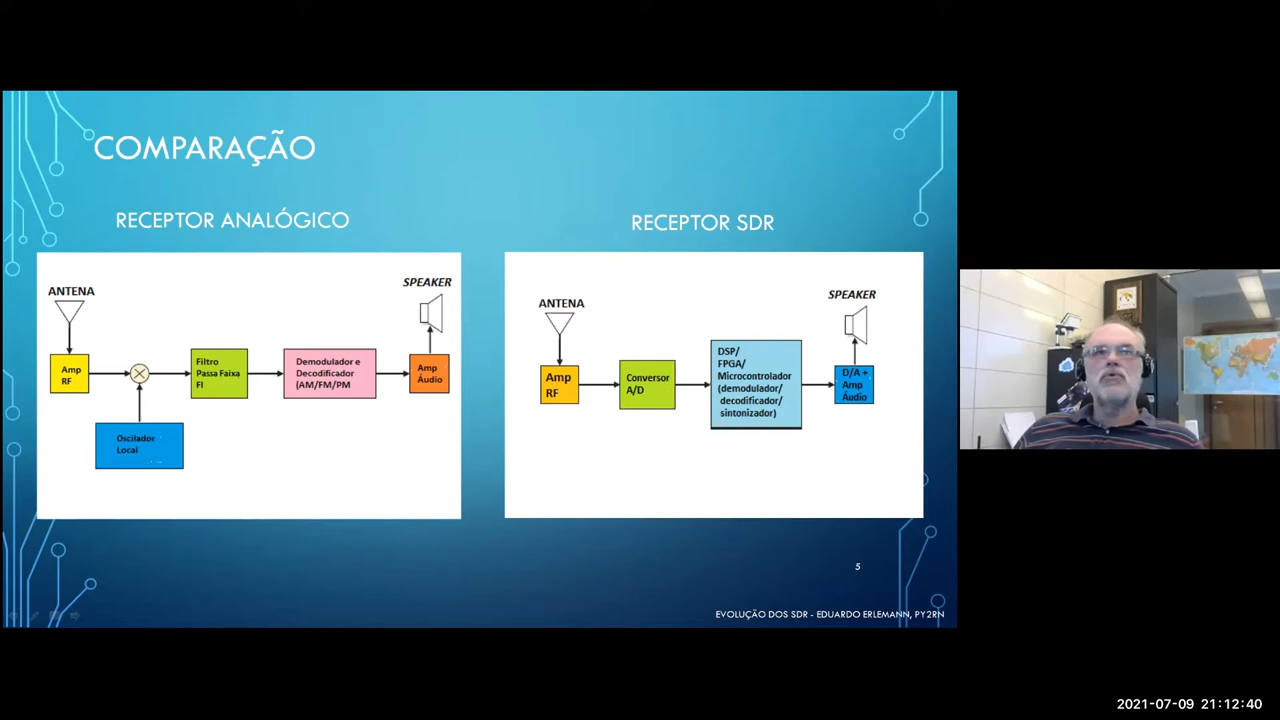 COMPARAÇÃO
RECEPTOR ANALÓGICO
ANTENA
SPEAKER
Amp
RF
Filtro
Passa Faixa
FI
Demodulador e
Decodificador
(AM/FM/PM
Amp
Áudio
Oscilador
Local
RECEPTOR SDR
ANTENA
SPEAKER
Amp
RF
Conversor
A/D
DSP/
FPGA/
Microcontrolador
(demodulador/
decodificador/
sintonizador)
D/A +
Amp
Áudio
5
EVOLUÇÃO DOS SDR - EDUARDO ERLEMANN, PY2RN
2021-07-09 21:12:40